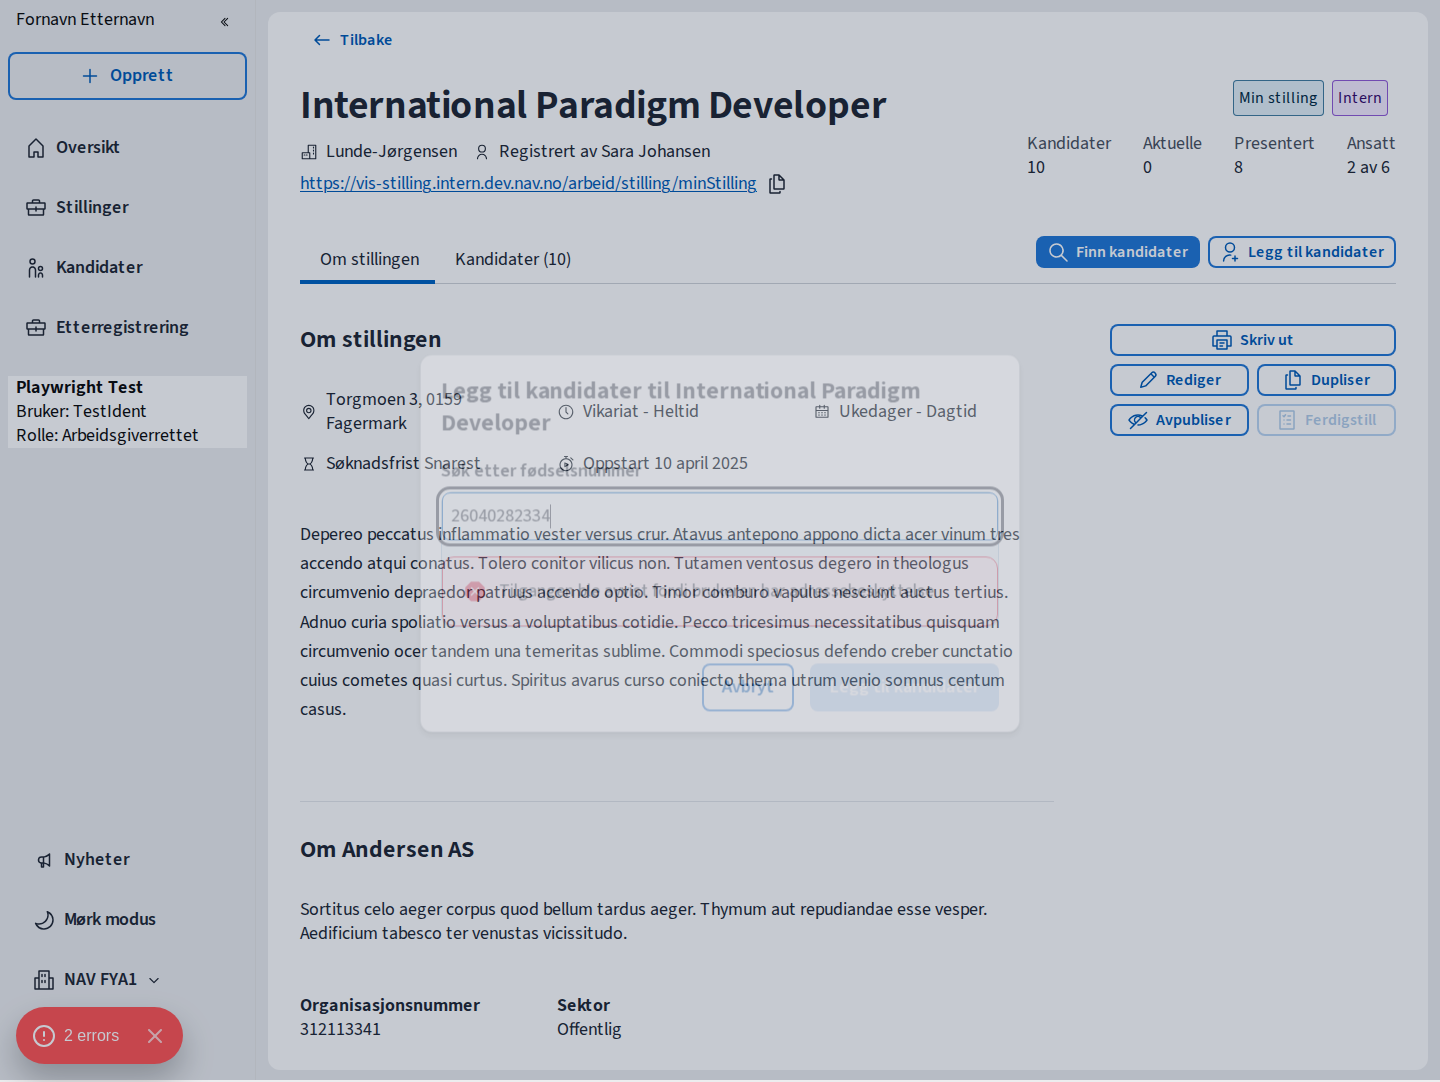 Fornavn Etternavn
Opprett
Oversikt
Stillinger
Kandidater
Etterregistrering
Playwright Test
Bruker: TestIdent
Rolle: Arbeidsgiverrettet
Nyheter
Mørk modus
NAV FYA1
2 errors
Tilbake
International Paradigm Developer
Min stilling
Intern
Lunde-Jørgensen
Registrert av Sara Johansen
https://vis-stilling.intern.dev.nav.no/arbeid/stilling/minStilling
Kandidater
10
Aktuelle
0
Presentert
8
Ansatt
2 av 6
Om stillingen
Kandidater (10)
Finn kandidater
Legg til kandidater
Om stillingen
Skriv ut
Rediger
Dupliser
Avpubliser
Ferdigstill
Torgmoen 3, 0159
Fagermark
Vikariat - Heltid
Ukedager - Dagtid
Søknadsfrist Snarest
Oppstart 10 april 2025
Legg til kandidater til International Paradigm
Developer
Søk etter fødselsnummer
26040282334
Tilgangen ble avvist fordi brukeren har adressebeskyttelse
Avbryt
Legg til kandidater
Depereo peccatus inflammatio vester versus crur. Atavus antepono appono dicta acer vinum tres
accendo atqui conatus. Tolero conitor vilicus non. Tutamen ventosus degero in theologus
circumvenio depraedor patruus accendo optio. Timor comburo vapulus nesciunt auctus tertius.
Adnuo curia spoliatio versus a voluptatibus cotidie. Pecco tricesimus necessitatibus quisquam
circumvenio ocer tandem una temeritas sublime. Commodi speciosus defendo creber cunctatio
cuius cometes quasi curtus. Spiritus avarus curso coniecto thema utrum venio somnus centum
casus.
Om Andersen AS
Sortitus celo aeger corpus quod bellum tardus aeger. Thymum aut repudiandae esse vesper.
Aedificium tabesco ter venustas vicissitudo.
Organisasjonsnummer
312113341
Sektor
Offentlig